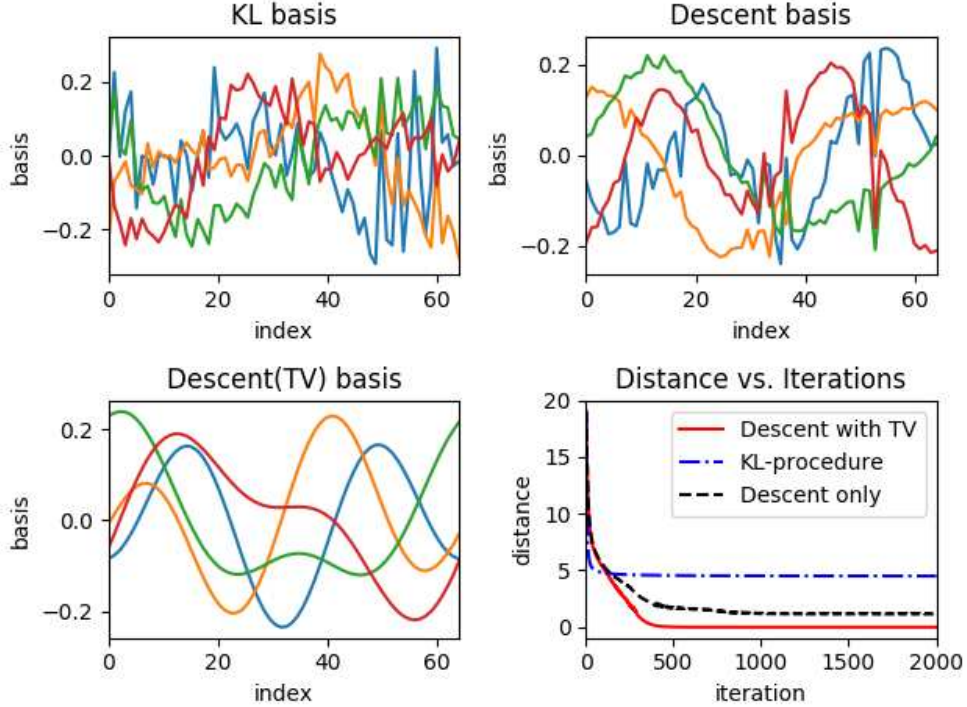 KL basis
0.2
0.0
−0.2
basis
0 20 40 60
index
Descent basis
0.2
0.0
−0.2
basis
0 20 40 60
index
Descent(TV) basis
0.2
0.0
−0.2
basis
0 20 40 60
index
Distance vs. Iterations
20
15
10
5
0
distance
Descent with TV
KL-procedure
Descent only
0 500 1000 1500 2000
iteration